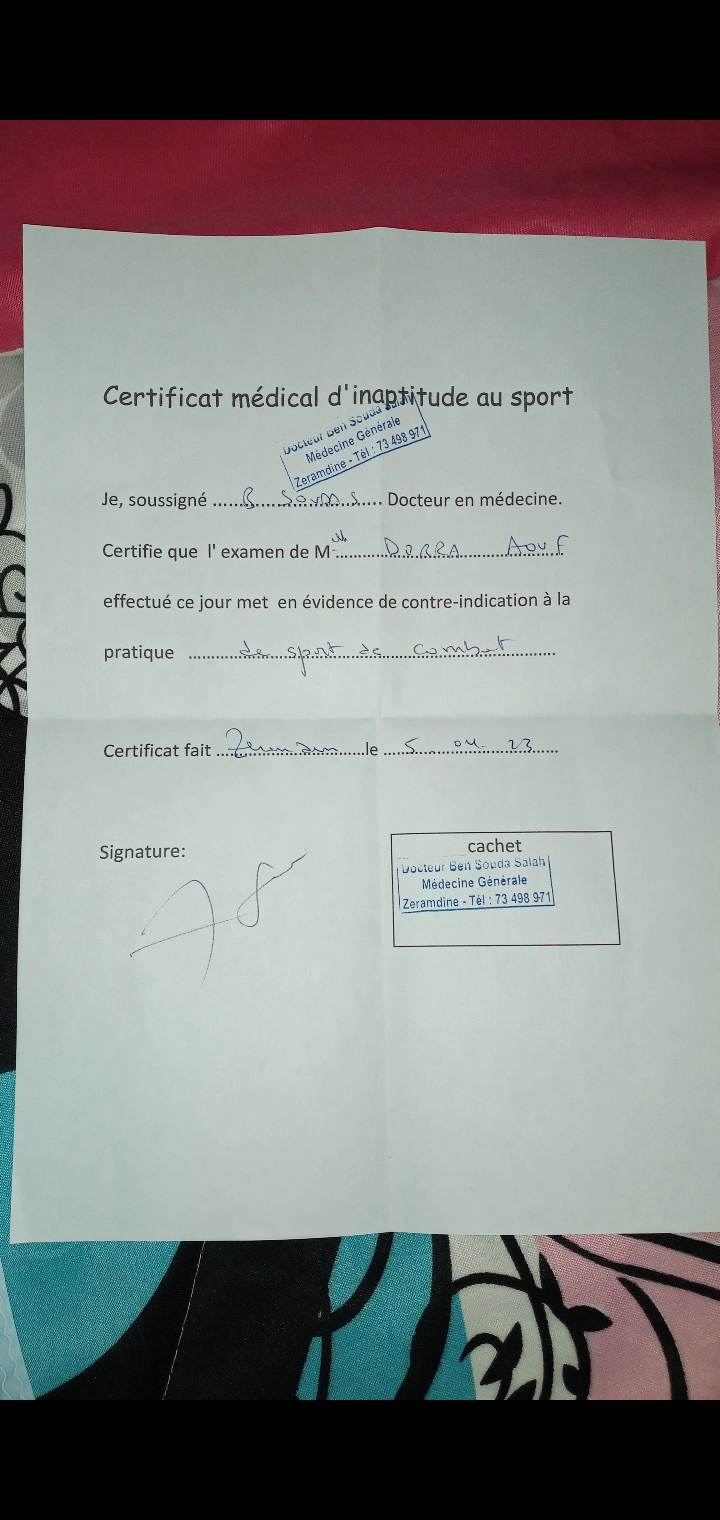 Certificat médical d'inaptitude au sport
Docteur Ben Souda Salah
Médecine Générale
Zeramdine - Tél : 73 498 971
Je, soussigné ...... B ............ Docteur en médecine.
Certifie que l' examen de M lle ........ DORRA ........ Aouf
effectué ce jour met en évidence de contre-indication à la
pratique ........ de sport de combat ........
Certificat fait ........ le ... 5 04 23 ......
Signature:
cachet
Docteur Ben Souda Salah
Médecine Générale
Zeramdine - Tél : 73 498 971